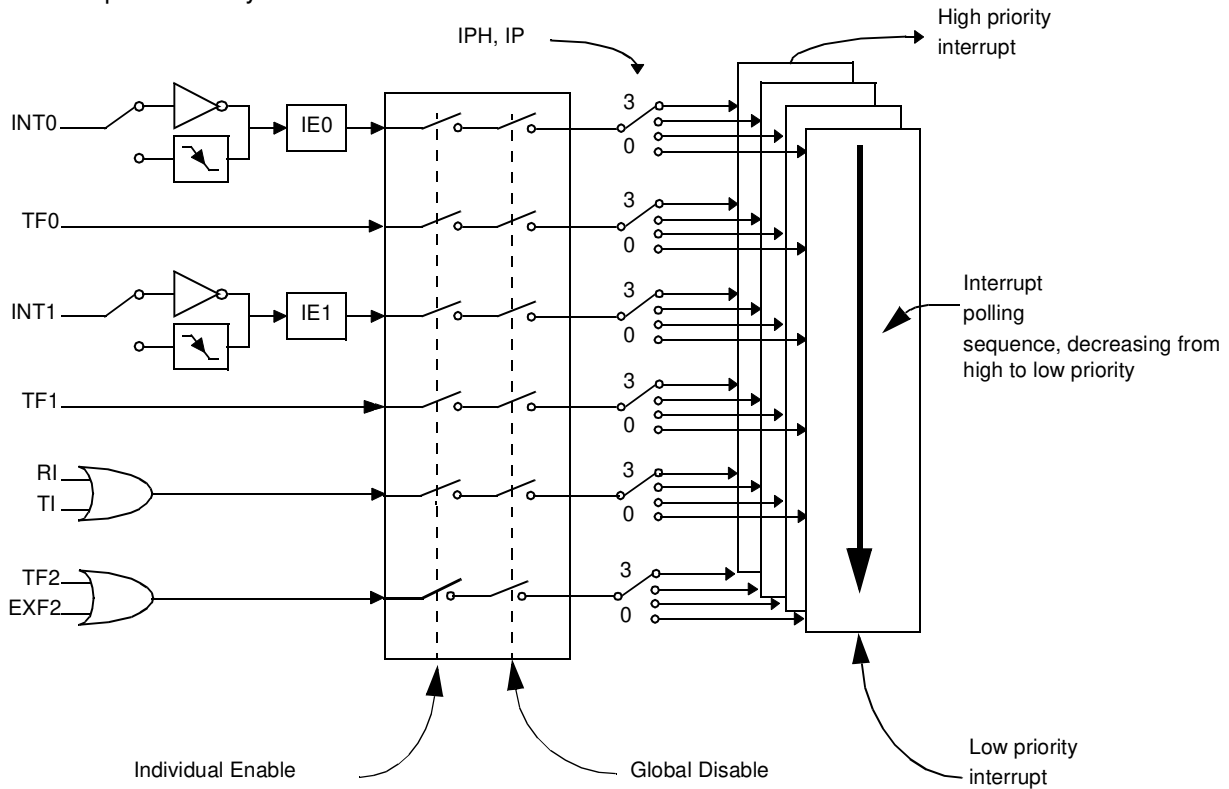 High priority
interrupt
IPH, IP
INT0
IE0
3
0
TF0
3
0
INT1
IE1
3
0
Interrupt
polling
sequence, decreasing from
high to low priority
TF1
3
0
RI
TI
3
0
TF2
EXF2
3
0
Individual Enable
Global Disable
Low priority
interrupt